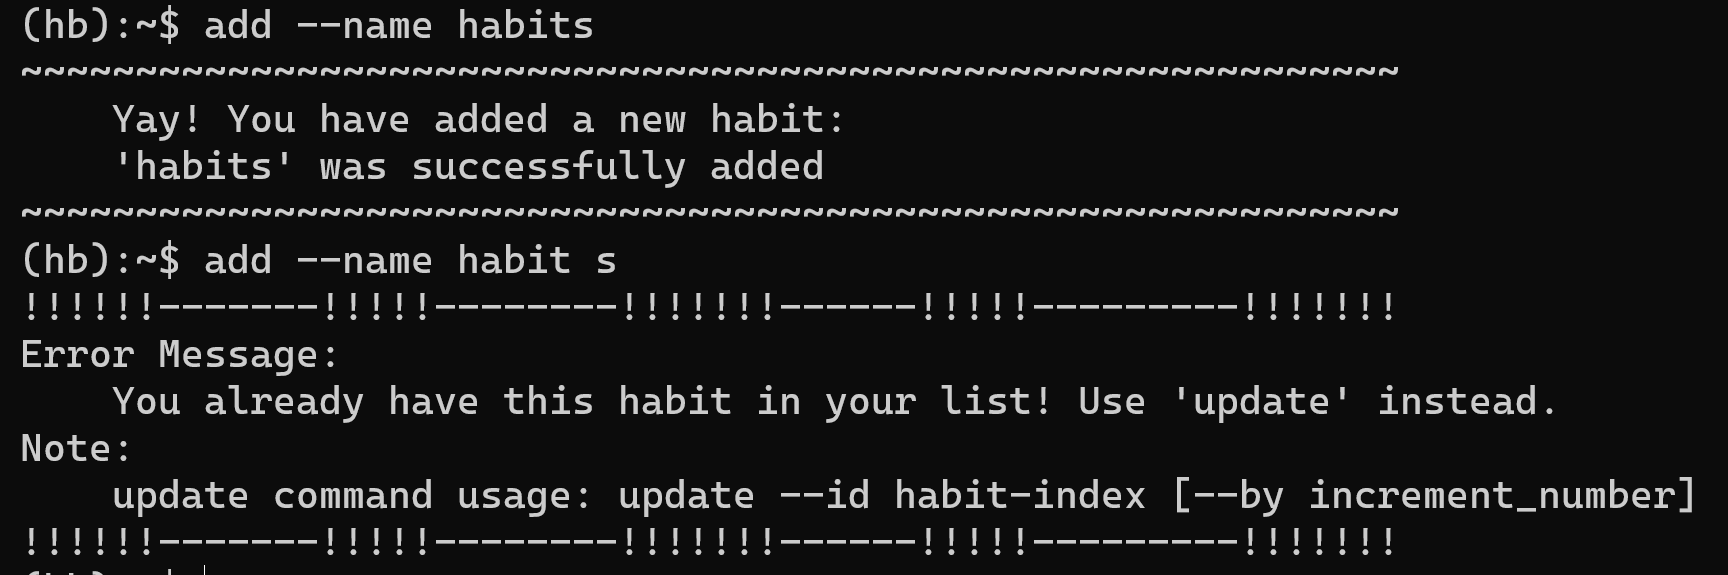 (hb):~$ add --name habits
~~~~~~~~~~~~~~~~~~~~~~~~~~~~~~~~~~~~~~~~~~~~~~~~~~~~~~~~~~~~
    Yay! You have added a new habit:
    'habits' was successfully added
~~~~~~~~~~~~~~~~~~~~~~~~~~~~~~~~~~~~~~~~~~~~~~~~~~~~~~~~~~~~
(hb):~$ add --name habit s
!!!!!!-------!!!!!--------!!!!!!!------!!!!!---------!!!!!!!
Error Message:
    You already have this habit in your list! Use 'update' instead.
Note:
    update command usage: update --id habit-index [--by increment_number]
!!!!!!-------!!!!!--------!!!!!!!------!!!!!---------!!!!!!!